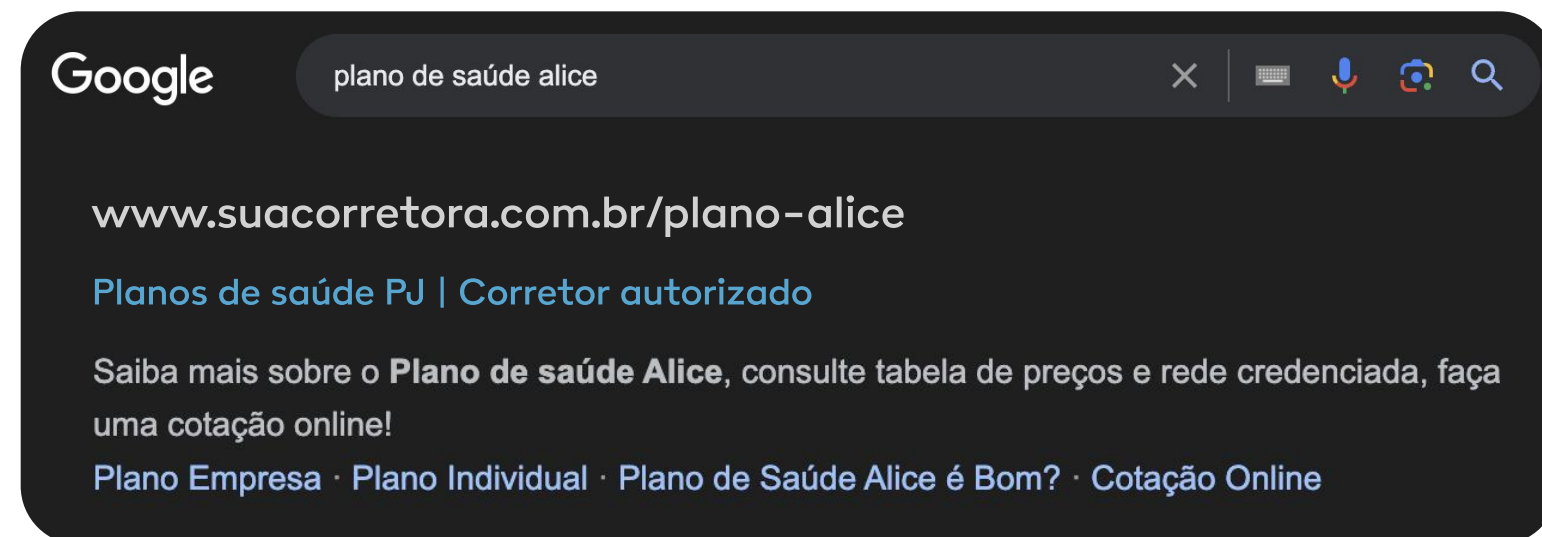 Google
plano de saúde alice
www.suacorretora.com.br/plano-alice
Planos de saúde PJ | Corretor autorizado
Saiba mais sobre o Plano de saúde Alice, consulte tabela de preços e rede credenciada, faça
uma cotação online!
Plano Empresa · Plano Individual · Plano de Saúde Alice é Bom? · Cotação Online